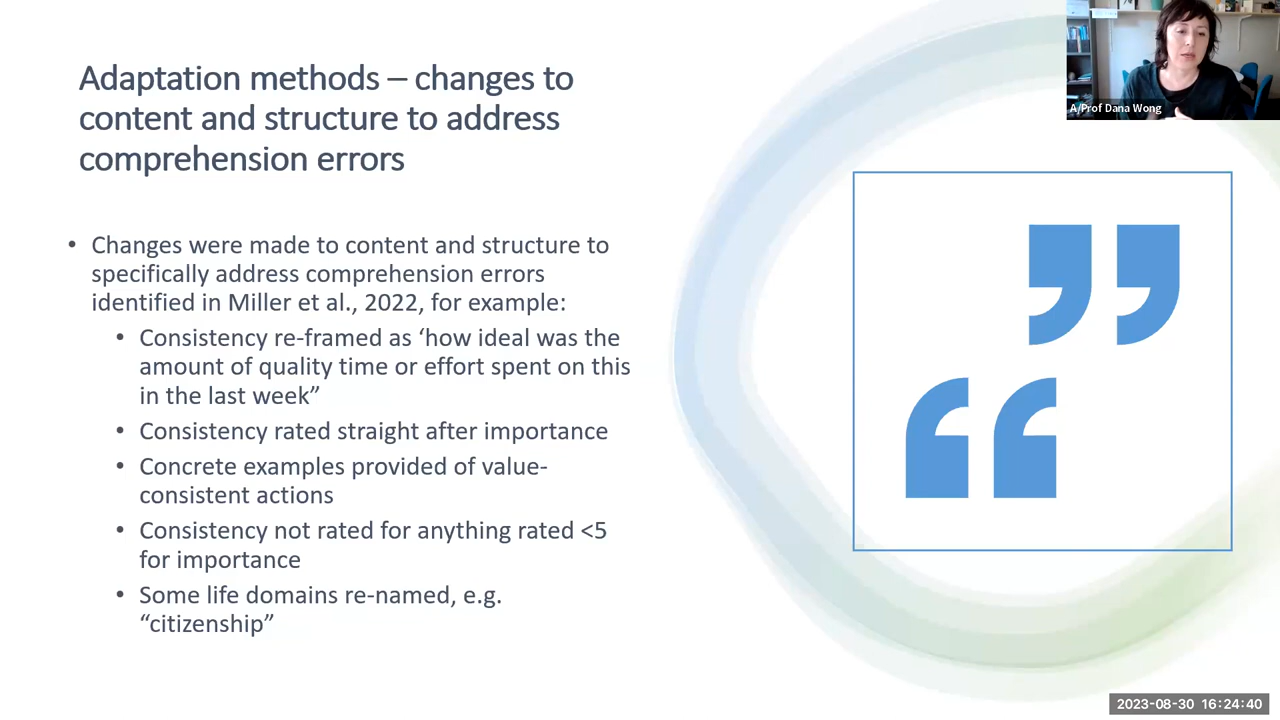 Adaptation methods – changes to
content and structure to address
comprehension errors
• Changes were made to content and structure to
specifically address comprehension errors
identified in Miller et al., 2022, for example:
• Consistency re-framed as ‘how ideal was the
amount of quality time or effort spent on this
in the last week”
• Consistency rated straight after importance
• Concrete examples provided of value-
consistent actions
• Consistency not rated for anything rated <5
for importance
• Some life domains re-named, e.g.
“citizenship”
A/Prof Dana Wong
2023-08-30 16:24:40